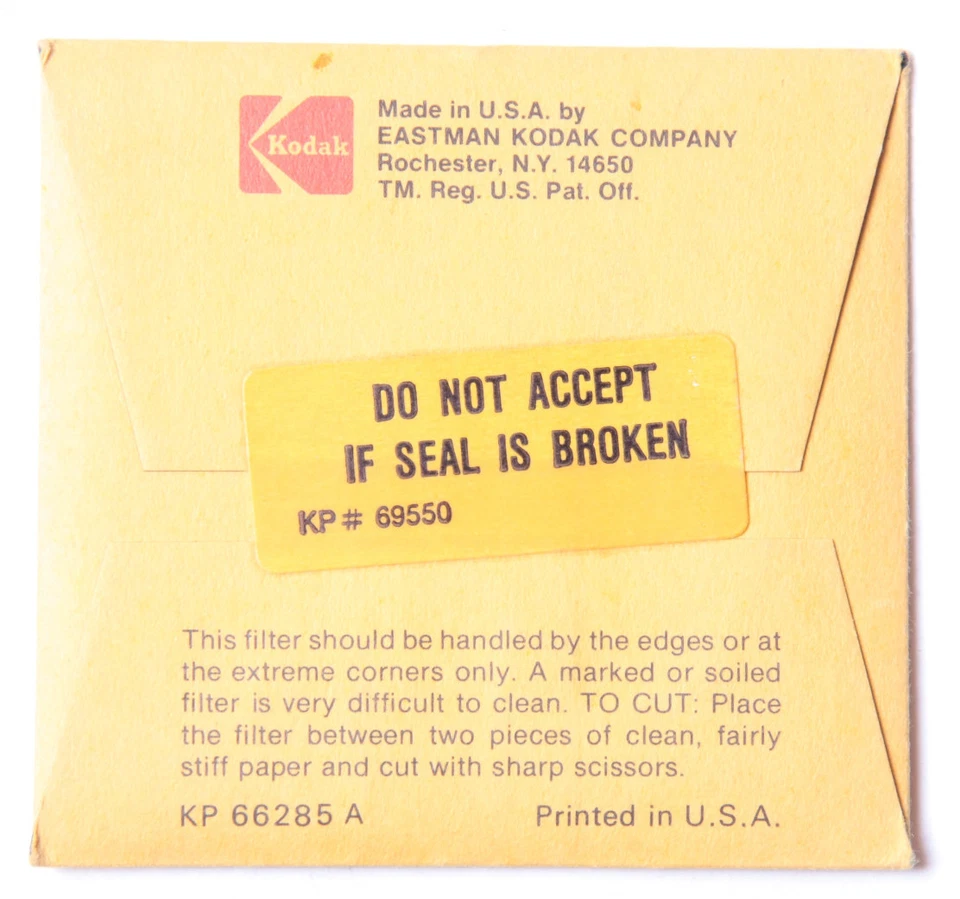 Kodak
Made in U.S.A. by
EASTMAN KODAK COMPANY
Rochester, N.Y. 14650
TM. Reg. U.S. Pat. Off.
DO NOT ACCEPT
IF SEAL IS BROKEN
KP# 69550
This filter should be handled by the edges or at
the extreme corners only. A marked or soiled
filter is very difficult to clean. TO CUT: Place
the filter between two pieces of clean, fairly
stiff paper and cut with sharp scissors.
KP 66285 A Printed in U.S.A.